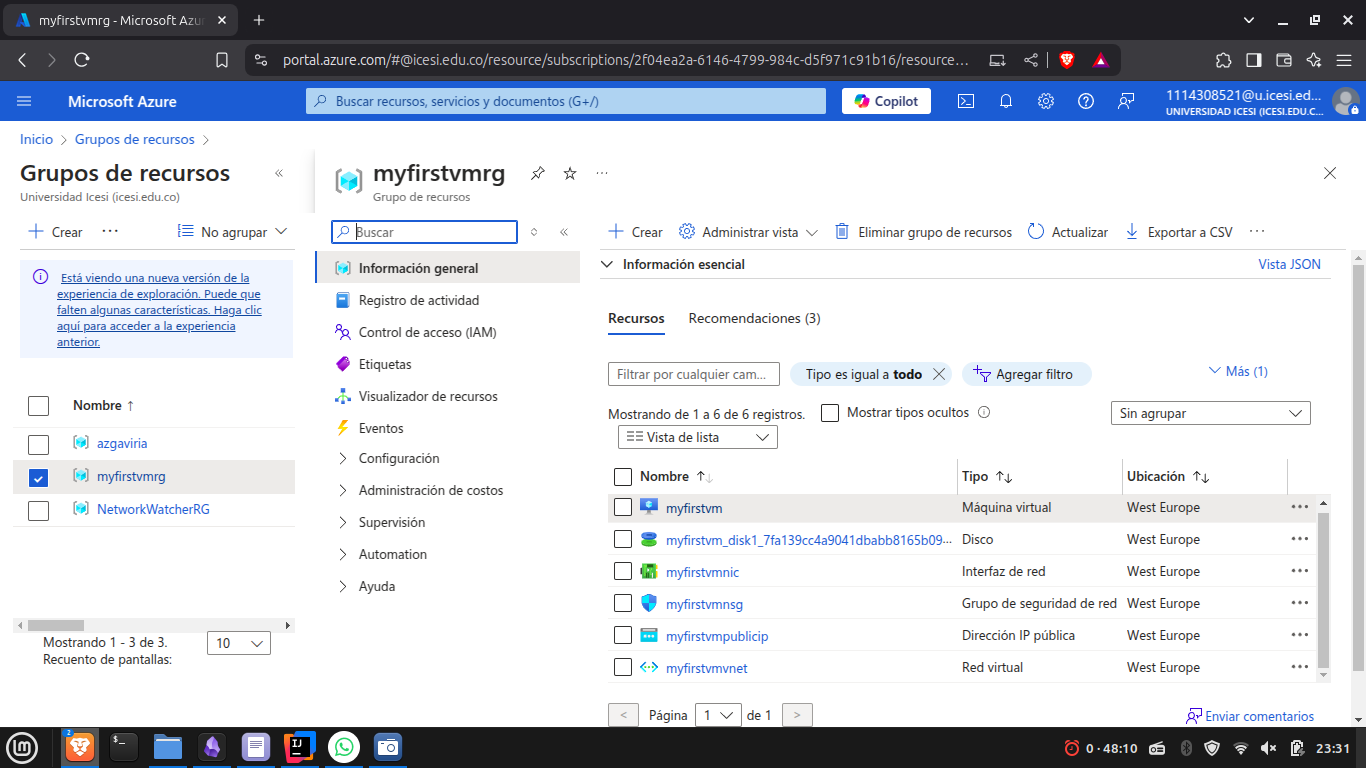 myfirstvmrg - Microsoft Azu
portal.azure.com/#@icesi.edu.co/resource/subscriptions/2f04ea2a-6146-4799-984c-d5f971c91b16/resource…
Microsoft Azure
Buscar recursos, servicios y documentos (G+/)
Copilot
1114308521@u.icesi.ed...
UNIVERSIDAD ICESI (ICESI.EDU.C...
Inicio > Grupos de recursos >
Grupos de recursos
Universidad Icesi (icesi.edu.co)
Crear
No agrupar
Está viendo una nueva versión de la
experiencia de exploración. Puede que
falten algunas características. Haga clic
aquí para acceder a la experiencia
anterior.
Nombre ↑
azgaviria
myfirstvmrg
NetworkWatcherRG
Mostrando 1 - 3 de 3.
Recuento de pantallas:
10
myfirstvmrg
Grupo de recursos
Buscar
Información general
Registro de actividad
Control de acceso (IAM)
Etiquetas
Visualizador de recursos
Eventos
Configuración
Administración de costos
Supervisión
Automation
Ayuda
Crear
Administrar vista
Eliminar grupo de recursos
Actualizar
Exportar a CSV
Información esencial
Vista JSON
Recursos
Recomendaciones (3)
Filtrar por cualquier cam...
Tipo es igual a todo
Agregar filtro
Más (1)
Mostrando de 1 a 6 de 6 registros.
Mostrar tipos ocultos
Sin agrupar
Vista de lista
Nombre ↑↓ Tipo ↑↓ Ubicación ↑↓
myfirstvm Máquina virtual West Europe
myfirstvm_disk1_7fa139cc4a9041dbabb8165b09... Disco West Europe
myfirstvmnic Interfaz de red West Europe
myfirstvmnsg Grupo de seguridad de red West Europe
myfirstvmpublicip Dirección IP pública West Europe
myfirstvmvnet Red virtual West Europe
< Página 1 de 1 >
Enviar comentarios
2
0 · 48:10
23:31